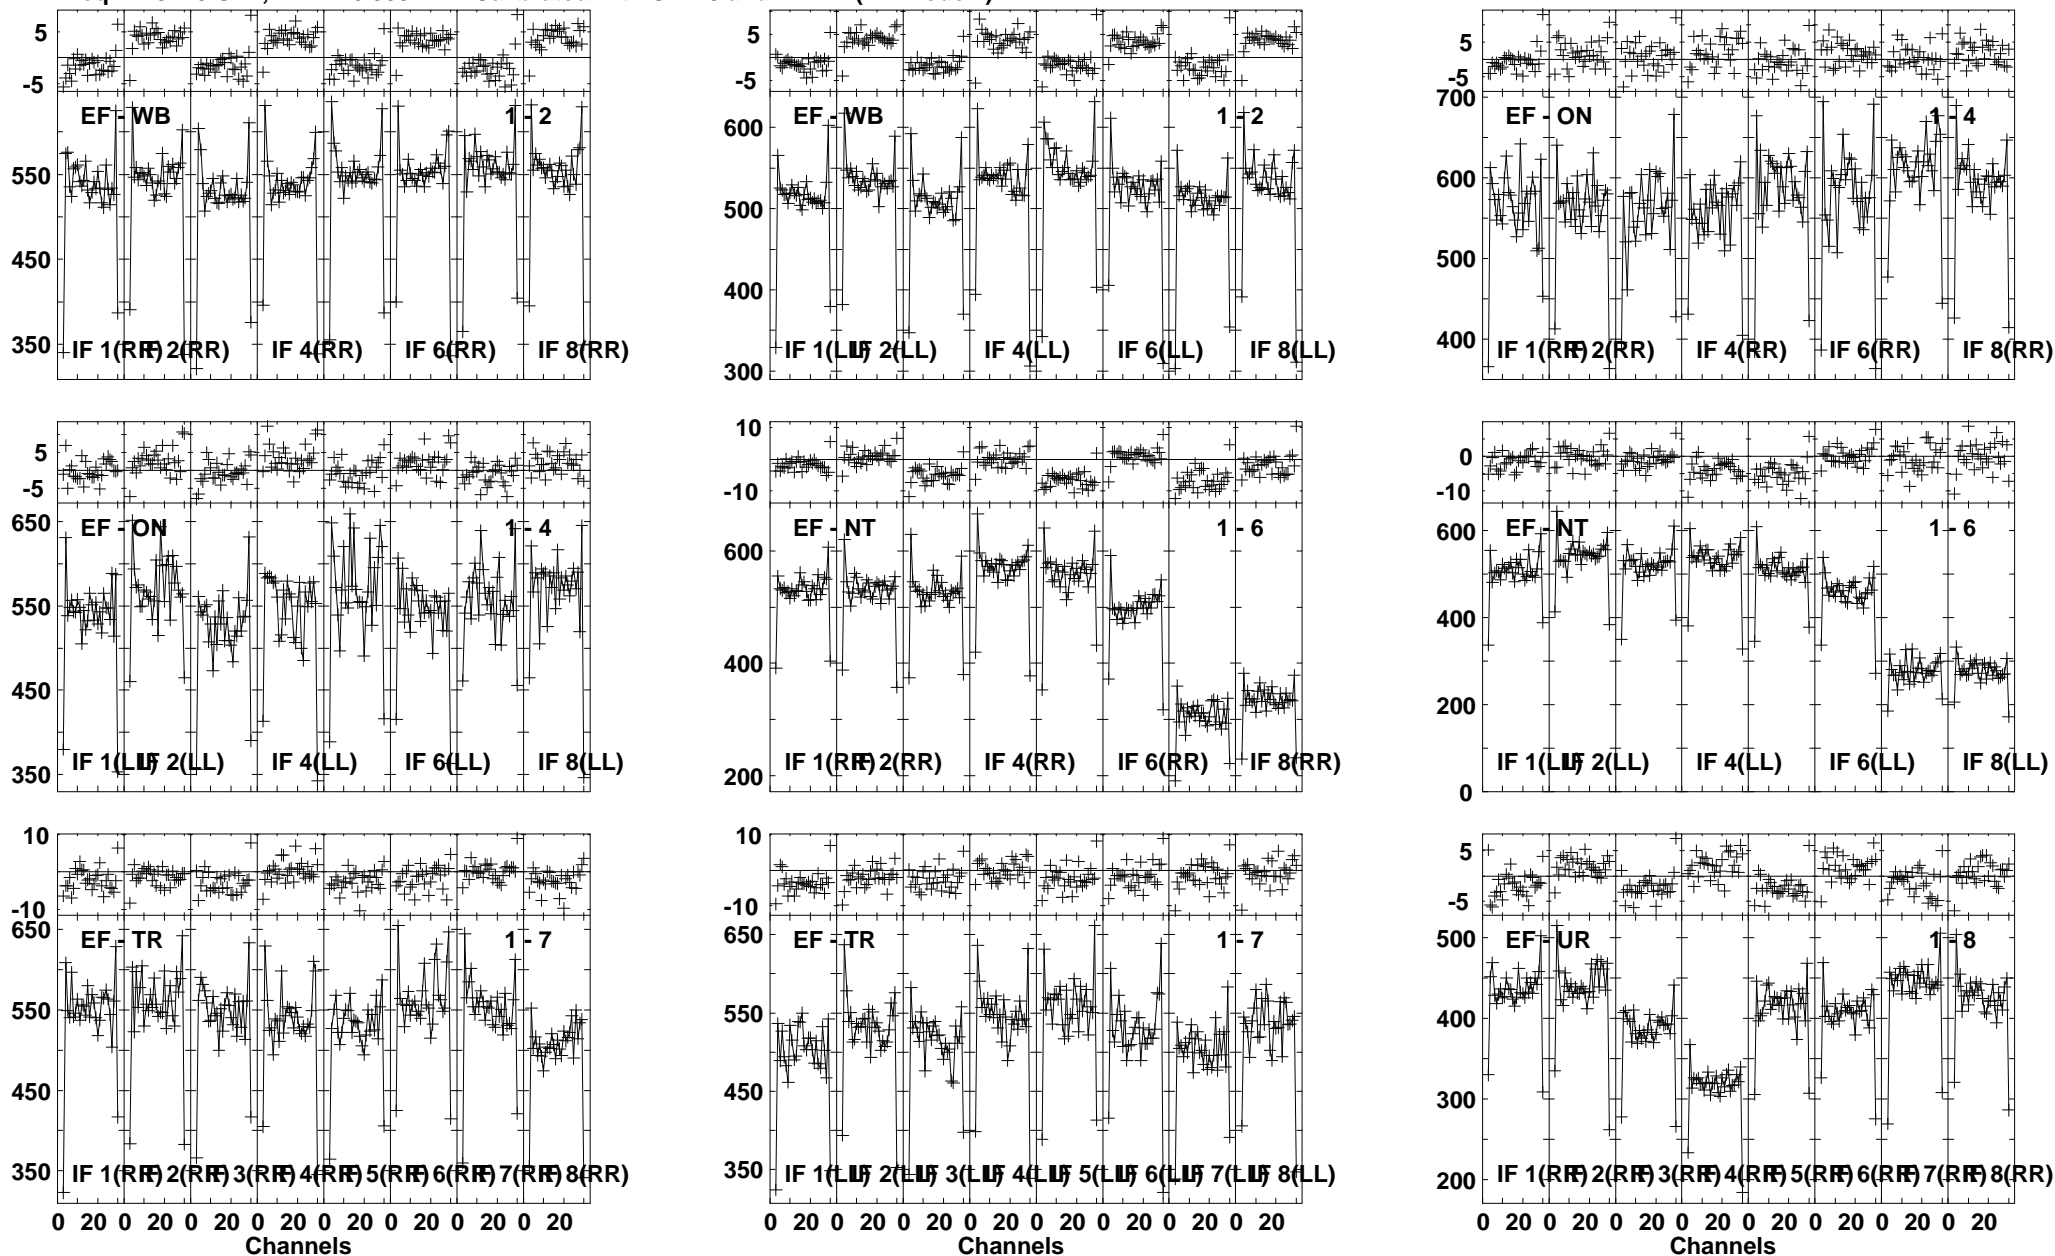 5 5 5
-5 -5 -5
700
EF - WB 1 - 2 600 EF - WB 1 - 2 EF - ON 1 - 4
550 500 600
450 400 500
350 300 400
IF 1(RR) IF 2(RR) IF 4(RR) IF 6(RR) IF 8(RR) IF 1(LL) IF 2(LL) IF 4(LL) IF 6(LL) IF 8(LL) IF 1(RR) IF 2(RR) IF 4(RR) IF 6(RR) IF 8(RR)
5 10 0
-5 -10 -10
650 EF - ON 1 - 4 600 EF - NT 1 - 6 600 EF - NT 1 - 6
550 400 400
450 200 200
350 0
IF 1(LL) IF 2(LL) IF 4(LL) IF 6(LL) IF 8(LL) IF 1(RR) IF 2(RR) IF 4(RR) IF 6(RR) IF 8(RR) IF 1(LL) IF 2(LL) IF 4(LL) IF 6(LL) IF 8(LL)
10 10 5
-10 -10 -5
650 EF - TR 1 - 7 650 EF - TR 1 - 7 500 EF - UR 1 - 8
550 550 400
450 450 300
350 350 200
IF 1(RR) IF 2(RR) IF 3(RR) IF 4(RR) IF 5(RR) IF 6(RR) IF 7(RR) IF 8(RR) IF 1(LL) IF 2(LL) IF 3(LL) IF 4(LL) IF 5(LL) IF 6(LL) IF 7(LL) IF 8(LL) IF 1(RR) IF 2(RR) IF 3(RR) IF 4(RR) IF 5(RR) IF 6(RR) IF 7(RR) IF 8(RR)
0 20 0 20 0 20 0 20 0 20 0 20 0 20 0 20 0 20 0 20 0 20 0 20 0 20 0 20 0 20 0 20 0 20 0 20 0 20 0 20 0 20 0 20 0 20 0 20
Channels Channels Channels